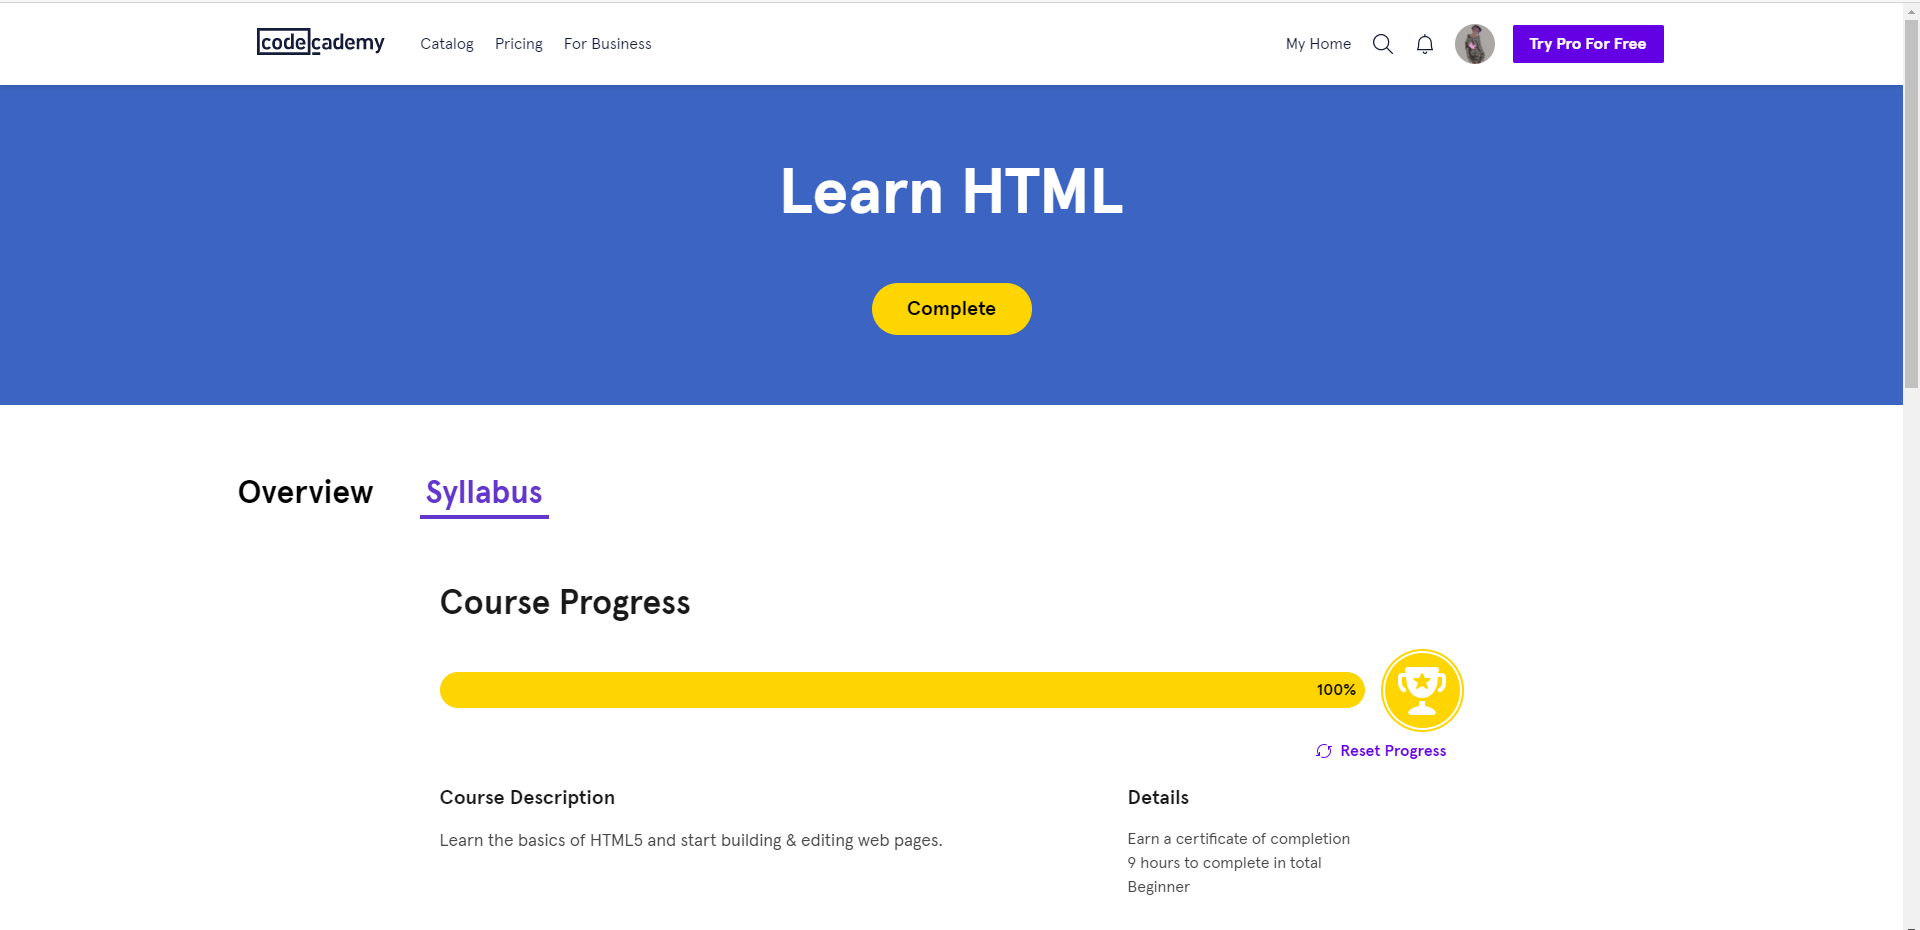 codecademy
Catalog Pricing For Business
My Home Try Pro For Free
Learn HTML
Complete
Overview Syllabus
Course Progress
100%
Reset Progress
Course Description
Learn the basics of HTML5 and start building & editing web pages.
Details
Earn a certificate of completion
9 hours to complete in total
Beginner